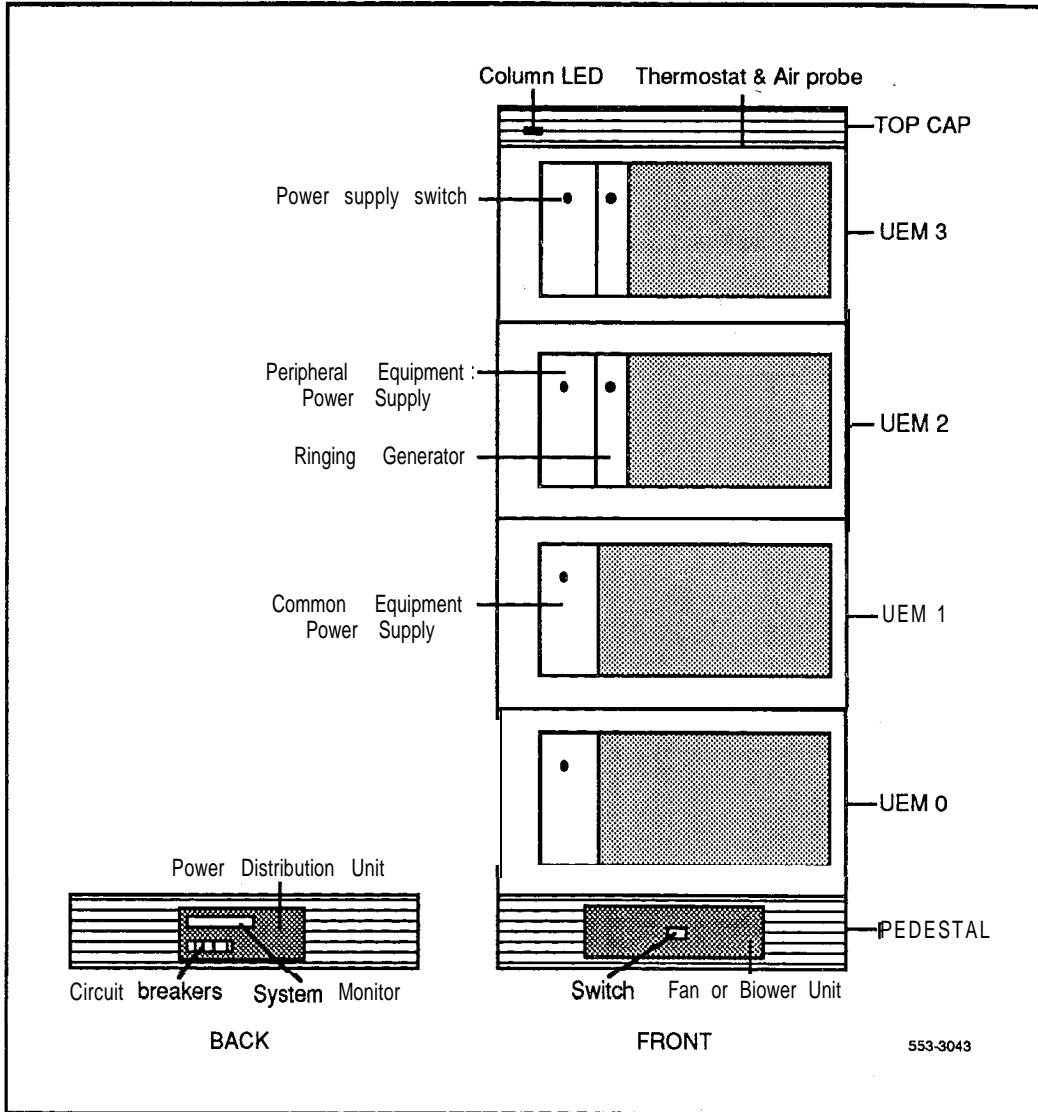 Column LED Thermostat & Air probe
TOP CAP
Power supply switch
UEM 3
Peripheral Equipment
Power Supply
UEM 2
Ringing Generator
Common Equipment
Power Supply
UEM 1
UEM 0
Power Distribution Unit
PEDESTAL
Circuit breakers System Monitor
Switch Fan or Biower Unit
BACK
FRONT
553-3043